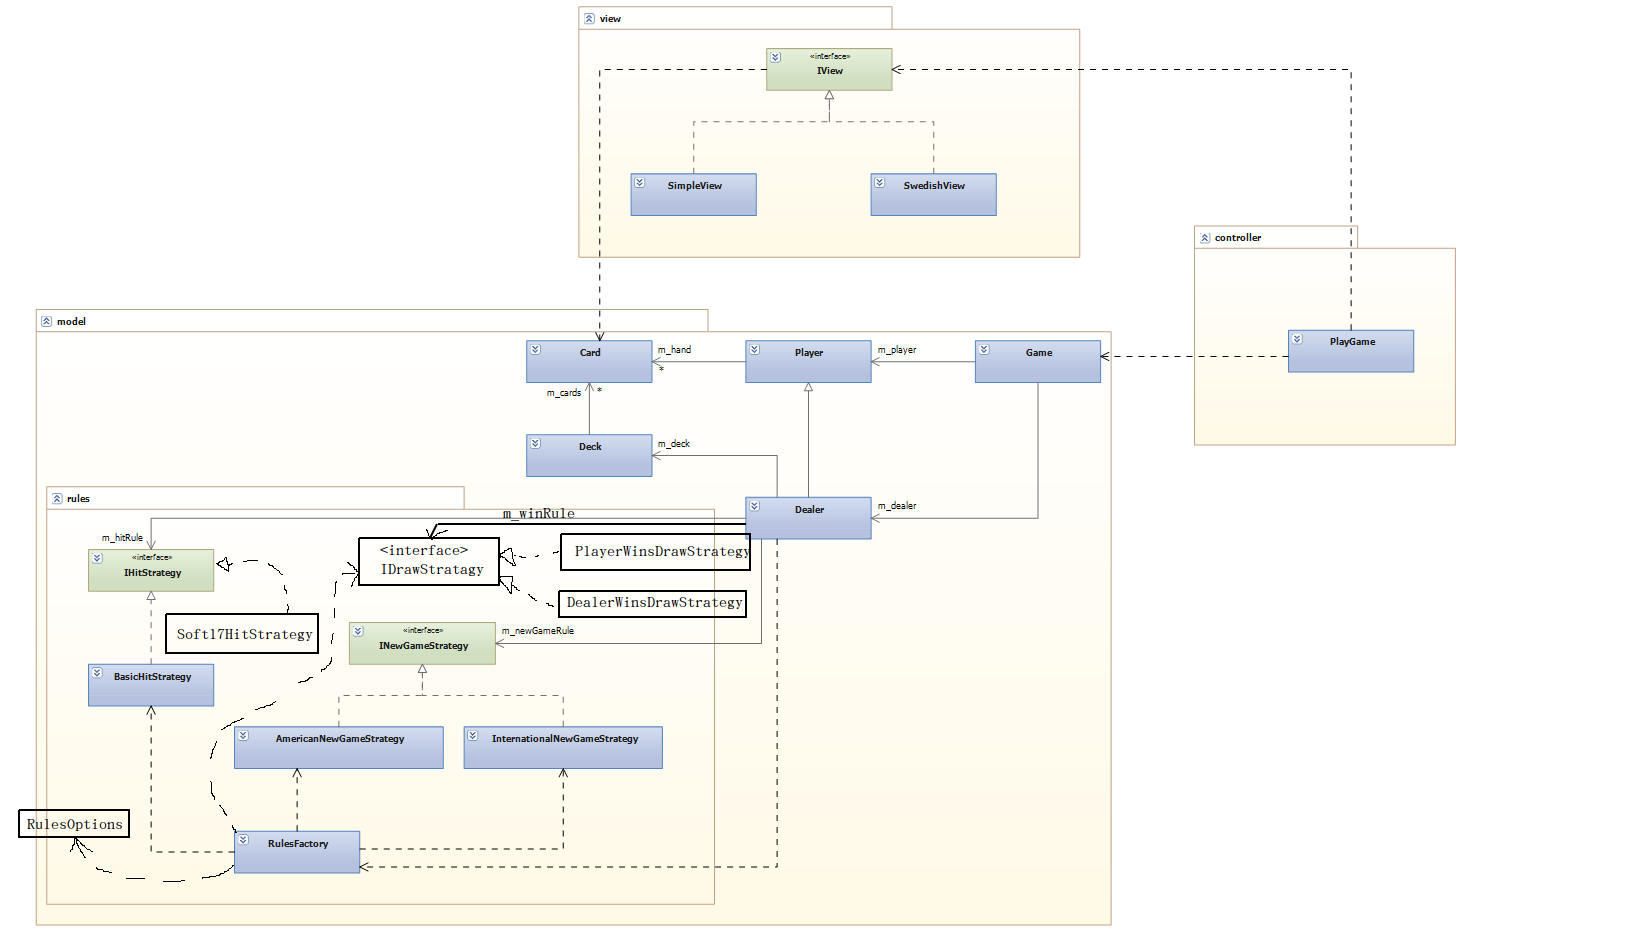 view
«interface»
IView
SimpleView
SwedishView
controller
PlayGame
model
Card
m_hand
*
Player
m_player
Game
m_cards
*
Deck
m_deck
rules
Dealer
m_dealer
m_winRule
m_hitRule
«interface»
IHitStrategy
<interface>
IDrawStratagy
PlayerWinsDrawStrategy
DealerWinsDrawStrategy
Soft17HitStrategy
«interface»
INewGameStrategy
m_newGameRule
BasicHitStrategy
AmericanNewGameStrategy
InternationalNewGameStrategy
RulesOptions
RulesFactory